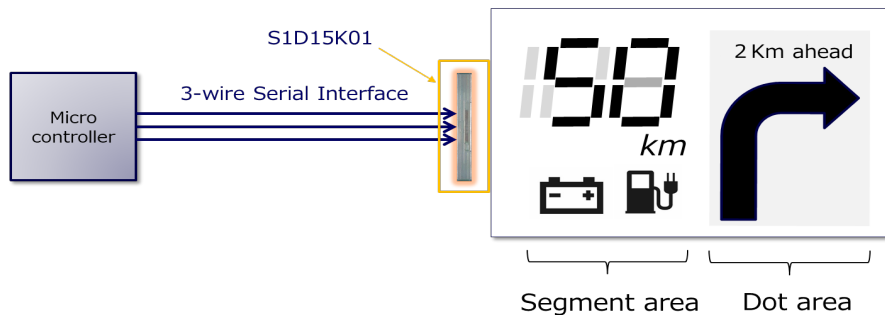 S1D15K01
Micro
controller
3-wire Serial Interface
50
km
2 Km ahead
Segment area
Dot area